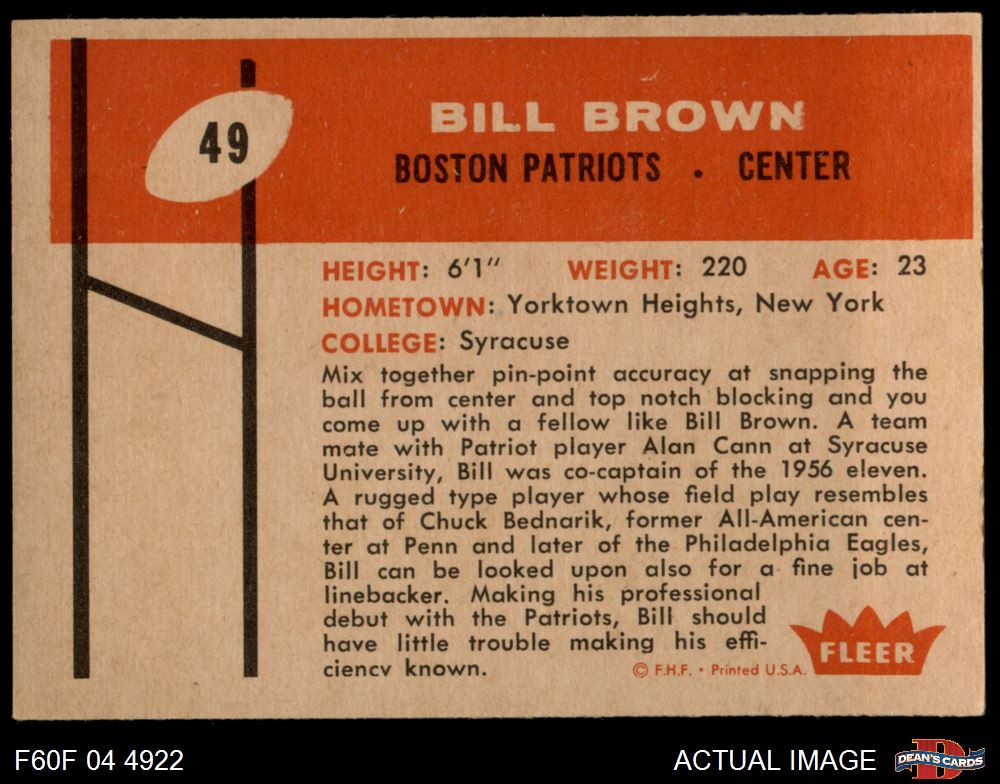 49
BILL BROWN
BOSTON PATRIOTS . CENTER
HEIGHT: 6'1" WEIGHT: 220 AGE: 23
HOMETOWN: Yorktown Heights, New York
COLLEGE: Syracuse
Mix together pin-point accuracy at snapping the
ball from center and top notch blocking and you
come up with a fellow like Bill Brown. A team
mate with Patriot player Alan Cann at Syracuse
University, Bill was co-captain of the 1956 eleven.
A rugged type player whose field play resembles
that of Chuck Bednarik, former All-American cen-
ter at Penn and later of the Philadelphia Eagles,
Bill can be looked upon also for a fine job at
linebacker. Making his professional
debut with the Patriots, Bill should
have little trouble making his effi-
ciency known.
© F.H.F. • Printed U.S.A.
FLEER
F60F 04 4922
ACTUAL IMAGE
DEAN'S CARDS